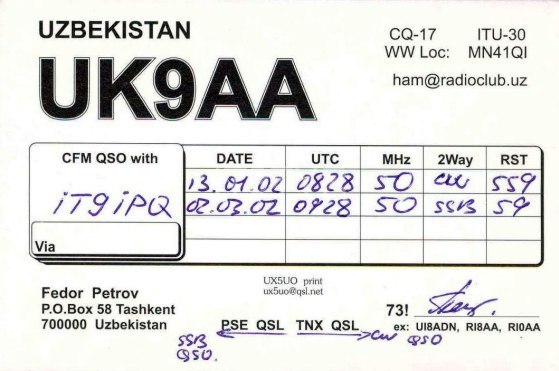 UZBEKISTAN
UK9AA
CQ-17 ITU-30
WW Loc: MN41QI
ham@radioclub.uz
CFM QSO with DATE UTC MHz 2Way RST
13.01.02 0828 50 CW 559
iT9iPQ 02.03.02 0928 50 SSB 59
Via
UX5UO print
ux5uo@qsl.net
Fedor Petrov
P.O.Box 58 Tashkent
700000 Uzbekistan
73!
ex: UI8ADN, RI8AA, RI0AA
PSE QSL TNX QSL
SSB QSO.
CW QSO